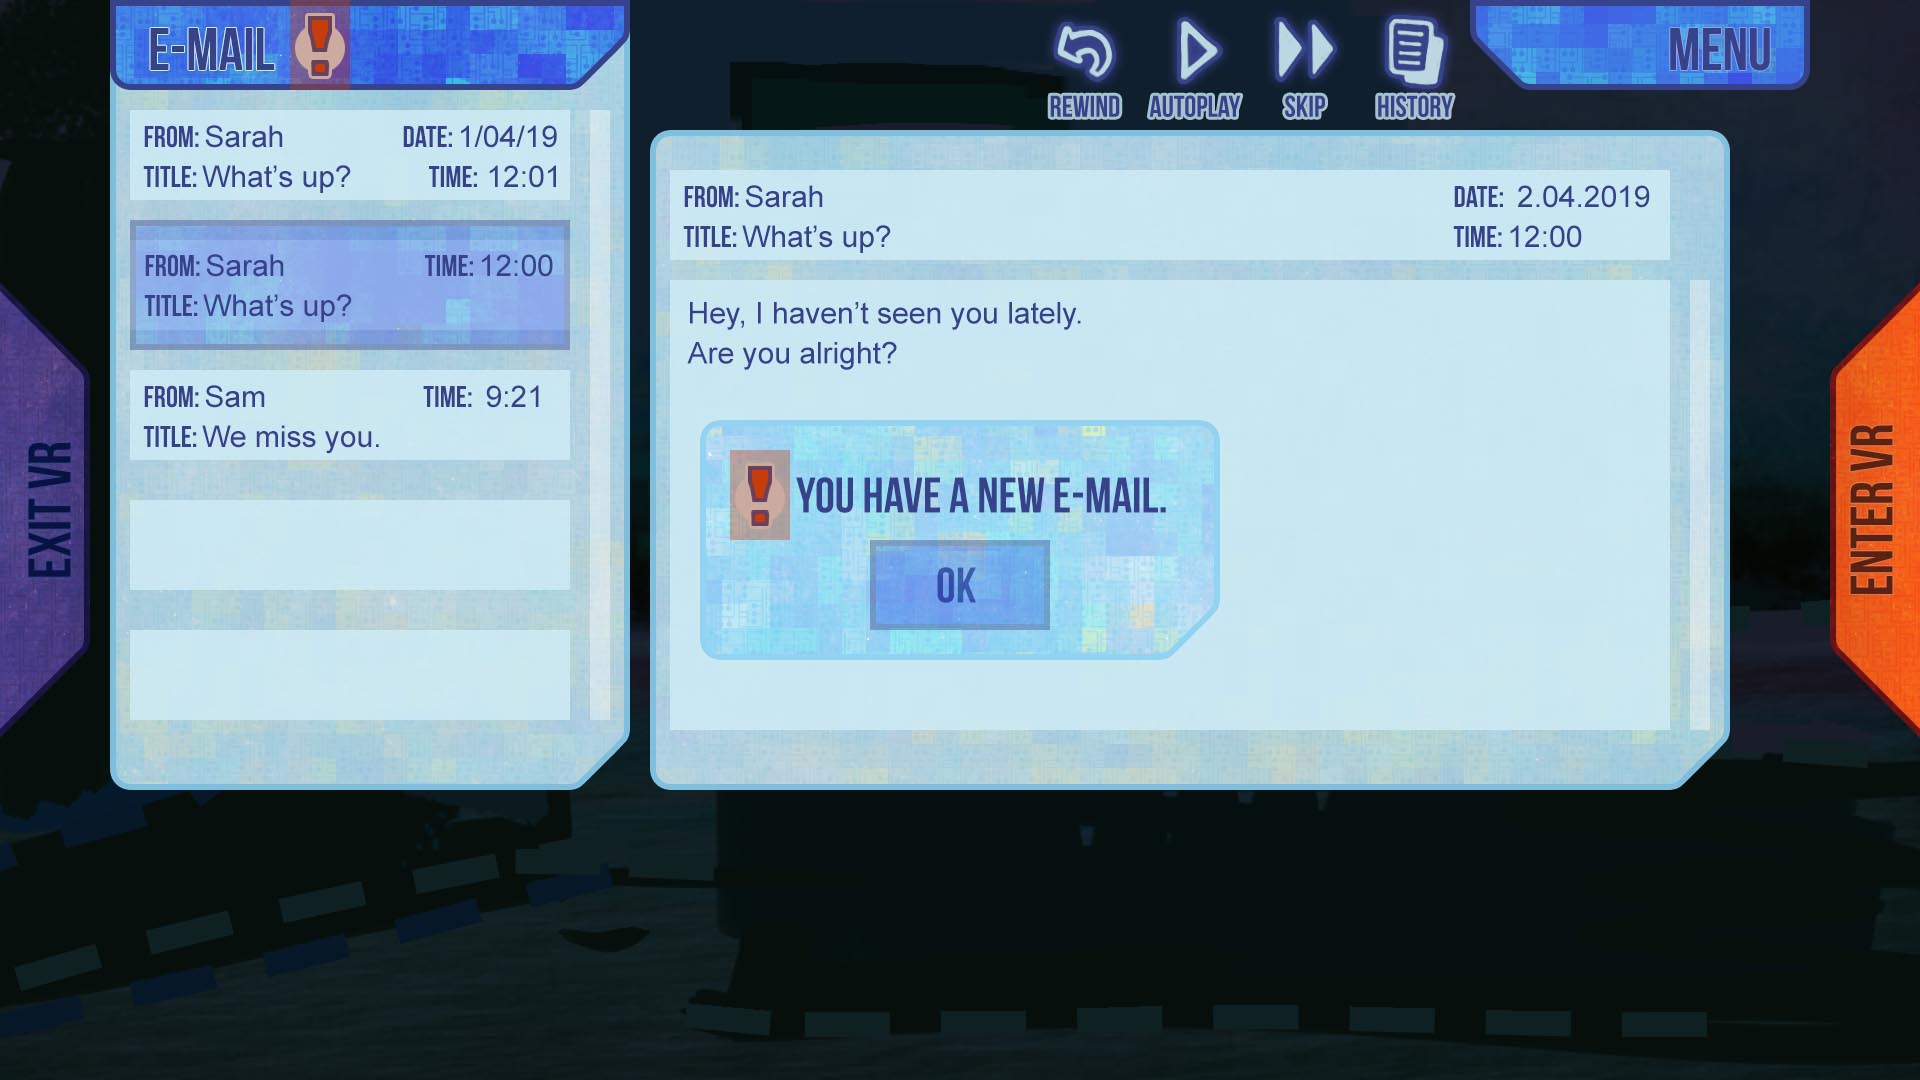 E-MAIL !
REWIND AUTOPLAY SKIP HISTORY
MENU
FROM: Sarah DATE: 1/04/19
TITLE: What's up? TIME: 12:01
FROM: Sarah TIME: 12:00
TITLE: What's up?
FROM: Sam TIME: 9:21
TITLE: We miss you.
FROM: Sarah DATE: 2.04.2019
TITLE: What's up? TIME: 12:00
Hey, I haven't seen you lately.
Are you alright?
! YOU HAVE A NEW E-MAIL.
OK
EXIT VR
ENTER VR